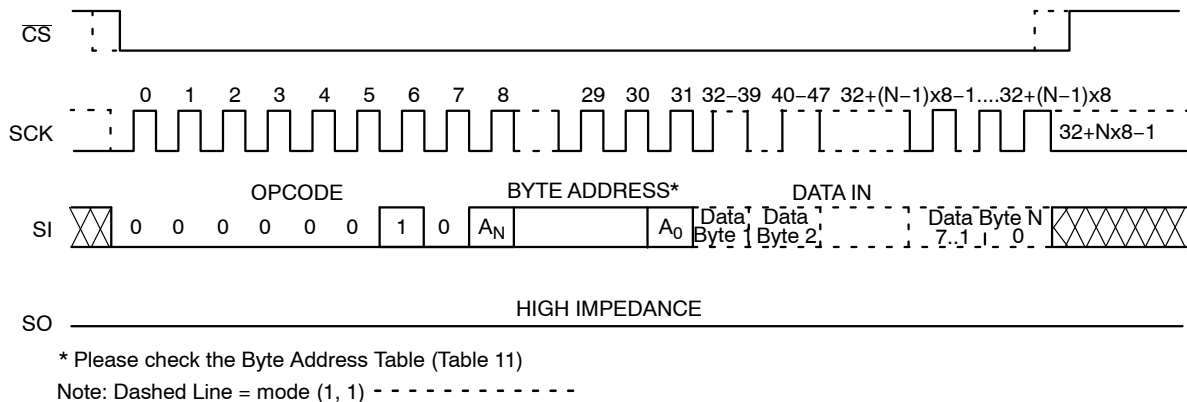 CS
0 1 2 3 4 5 6 7 8 29 30 31 32−39 40−47 32+(N−1)x8−1....32+(N−1)x8
SCK
32+Nx8−1
OPCODE BYTE ADDRESS* DATA IN
SI 0 0 0 0 0 0 1 0 AN A0 Data Byte 1 Data Byte 2 Data Byte N 7..1 0
HIGH IMPEDANCE
SO
* Please check the Byte Address Table (Table 11)
Note: Dashed Line = mode (1, 1)